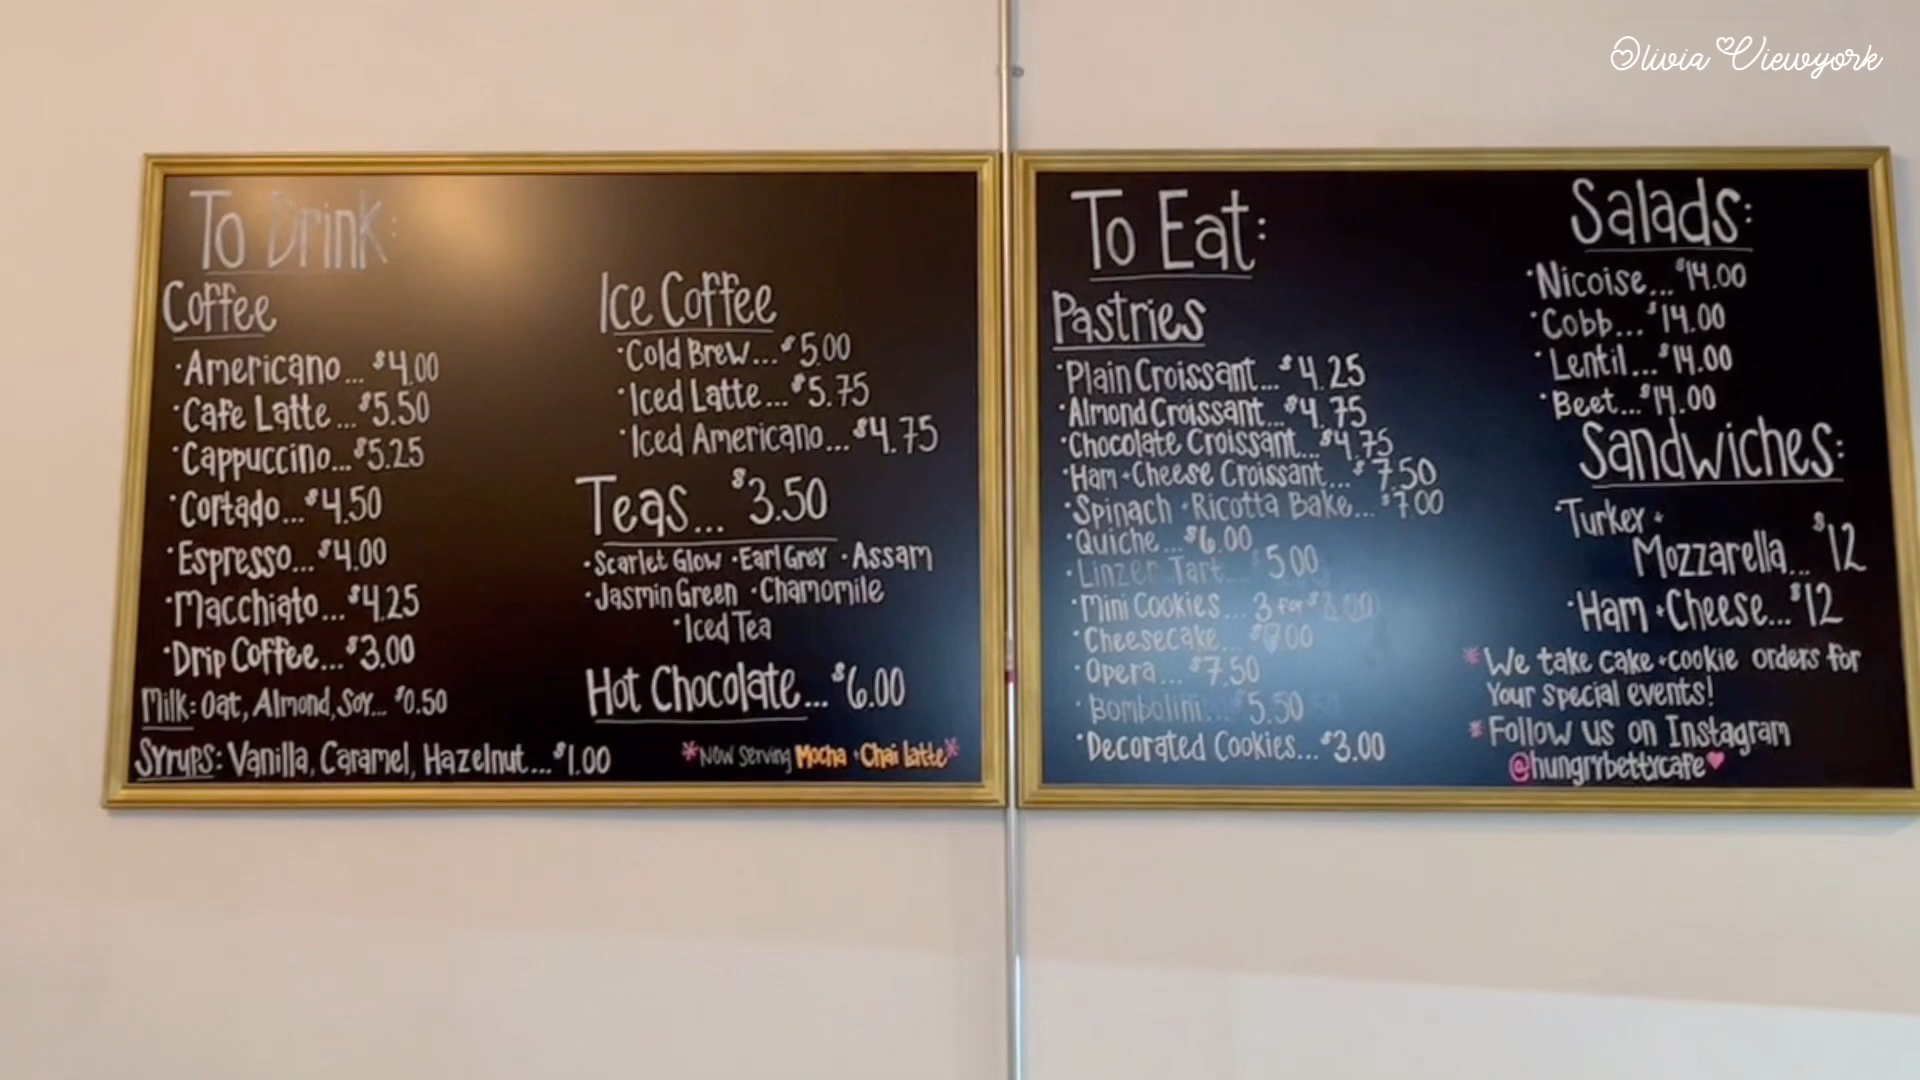 Olivia Viewyork
To Drink:
Coffee
·Americano... $4.00
·Cafe Latte... $5.50
·Cappuccino... $5.25
·Cortado... $4.50
·Espresso... $4.00
·Macchiato... $4.25
·Drip Coffee... $3.00
Milk: Oat, Almond, Soy... $0.50
Syrups: Vanilla, Caramel, Hazelnut... $1.00
Ice Coffee
·Cold Brew... $5.00
·Iced Latte... $5.75
·Iced Americano... $4.75
Teas... $3.50
·Scarlet Glow ·Earl Grey ·Assam
·Jasmin Green ·Chamomile
·Iced Tea
Hot Chocolate... $6.00
*Now Serving Mocha + Chai Latte*
To Eat:
Pastries
·Plain Croissant... $4.25
·Almond Croissant... $4.75
·Chocolate Croissant... $4.75
·Ham + Cheese Croissant... $7.50
·Spinach + Ricotta Bake... $7.00
·Quiche... $6.00
·Linzer Tart... 5.00
·Mini Cookies... 3 for
·Cheesecake...
·Opera... $7.50
·Bombolini... 5.50
·Decorated Cookies... $3.00
Salads:
·Nicoise... $14.00
·Cobb... $14.00
·Lentil... $14.00
·Beet... $14.00
Sandwiches:
·Turkey +
Mozzarella... $12
·Ham + Cheese... $12
*We take cake + cookie orders for
Your special events!
*Follow us on Instagram
@hungrybettycafe♥